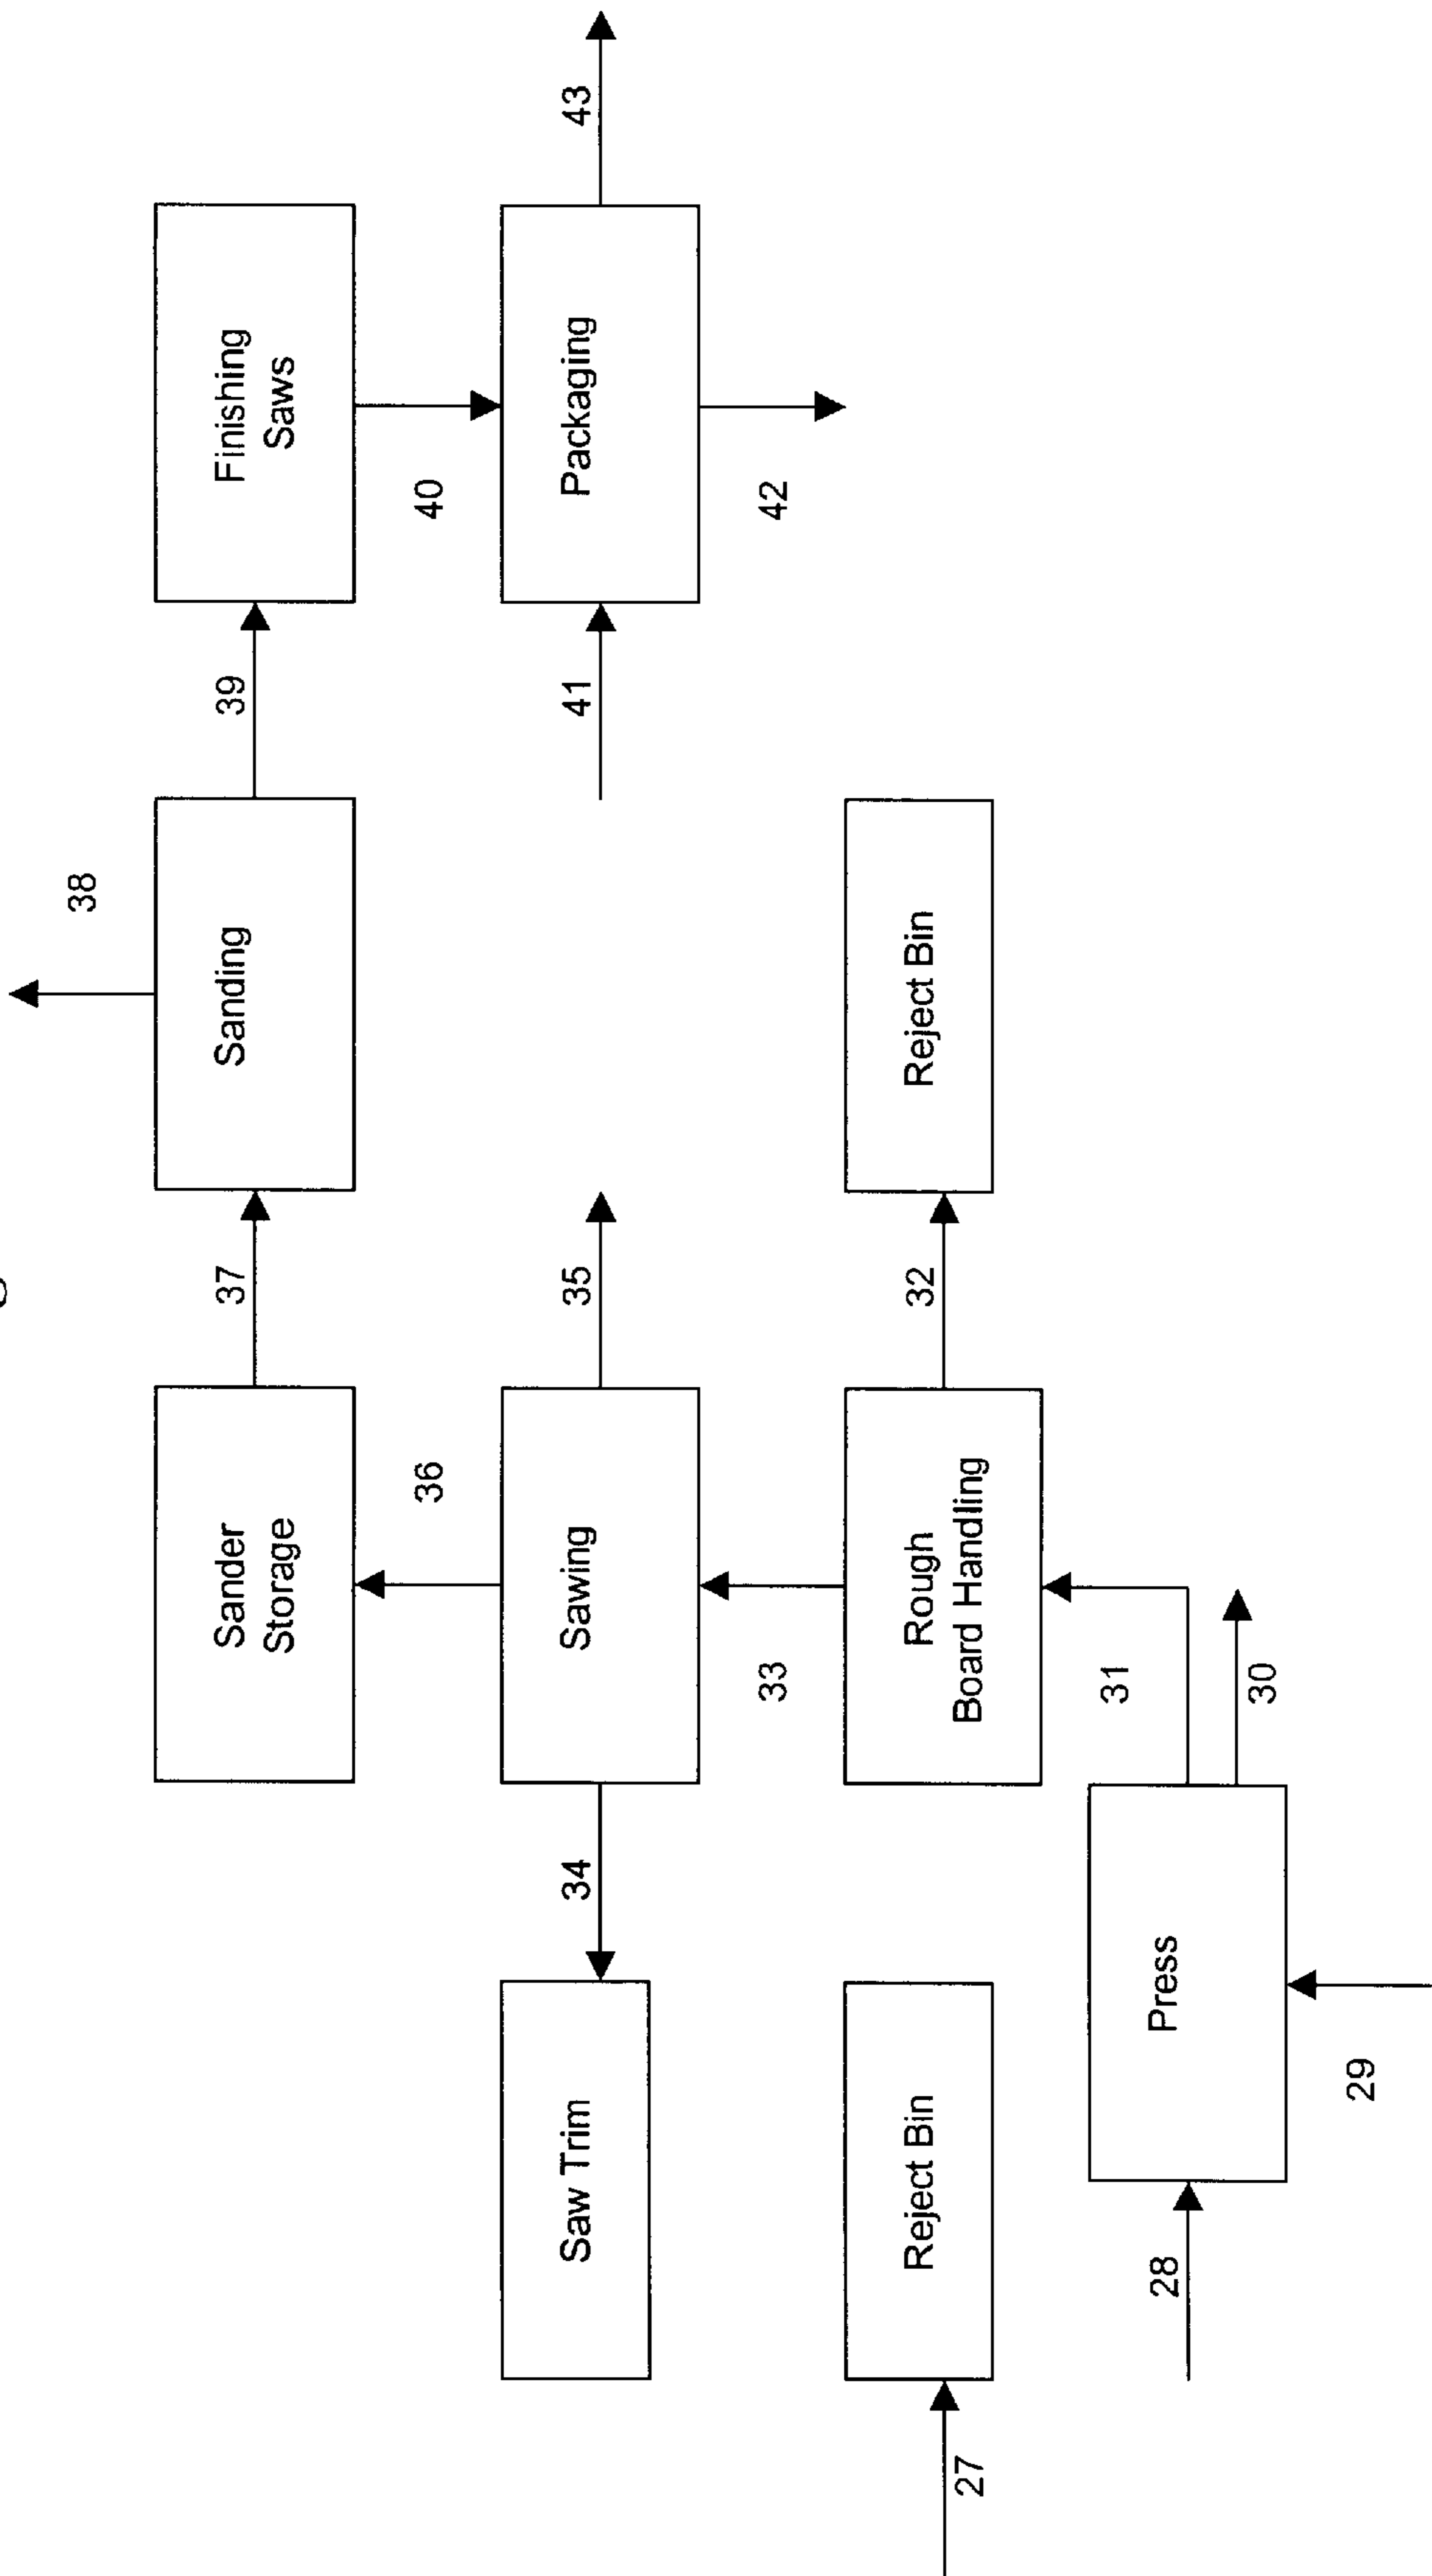 38
Sander
Storage
37
Sanding
39
Finishing
Saws
36
40
Saw Trim
34
Sawing
35
41
Packaging
43
33
42
27
Reject Bin
Rough
Board Handling
32
Reject Bin
31
28
Press
30
29